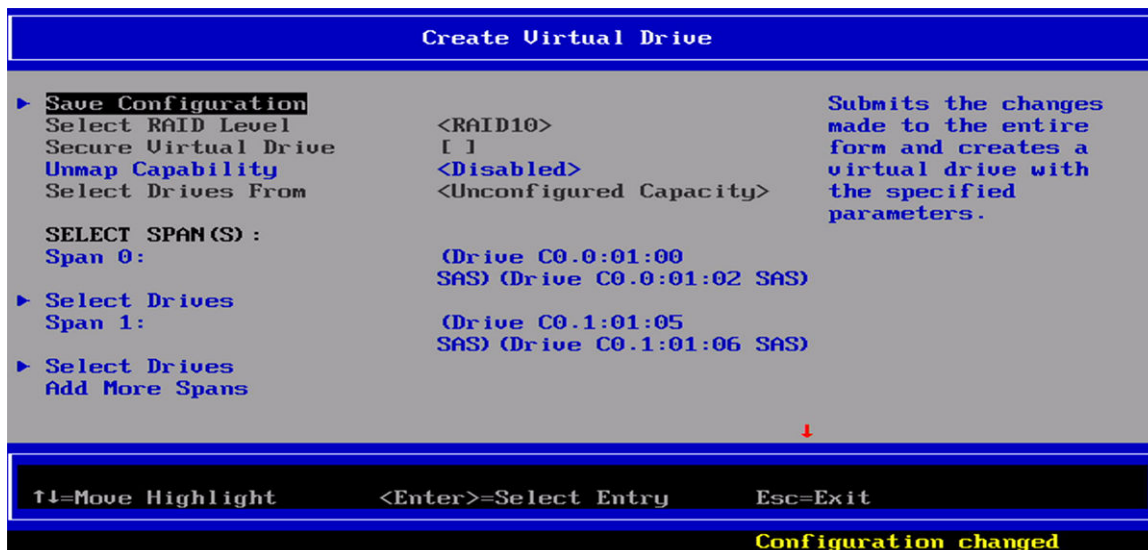 Create Virtual Drive
Save Configuration
Select RAID Level <RAID10>
Secure Virtual Drive [ ]
Unmap Capability <Disabled>
Select Drives From <Unconfigured Capacity>
SELECT SPAN(S):
Span 0: (Drive C0.0:01:00
SAS)(Drive C0.0:01:02 SAS)
Select Drives
Span 1: (Drive C0.1:01:05
SAS)(Drive C0.1:01:06 SAS)
Select Drives
Add More Spans
Submits the changes
made to the entire
form and creates a
virtual drive with
the specified
parameters.
↑↓=Move Highlight <Enter>=Select Entry Esc=Exit
Configuration changed